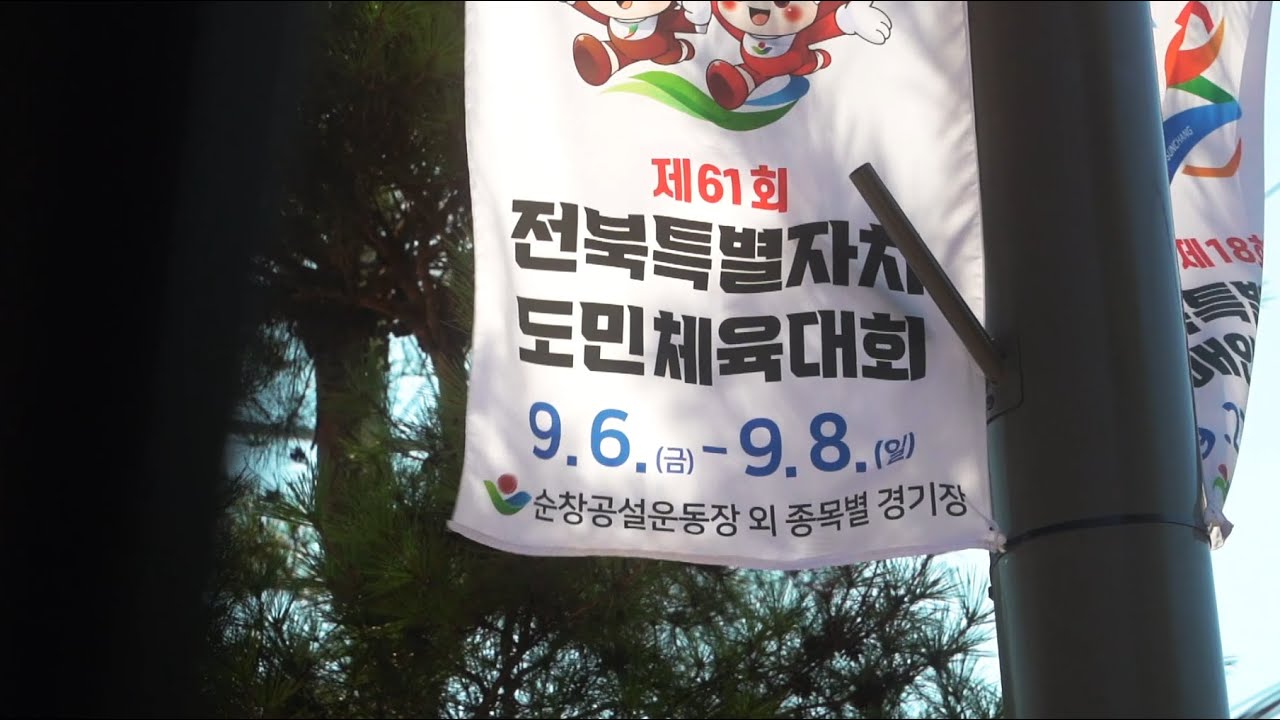 제61회
전북특별자치
도민체육대회
9. 6.(금) - 9. 8.(일)
순창공설운동장 외 종목별 경기장
SUNCHANG
제18회